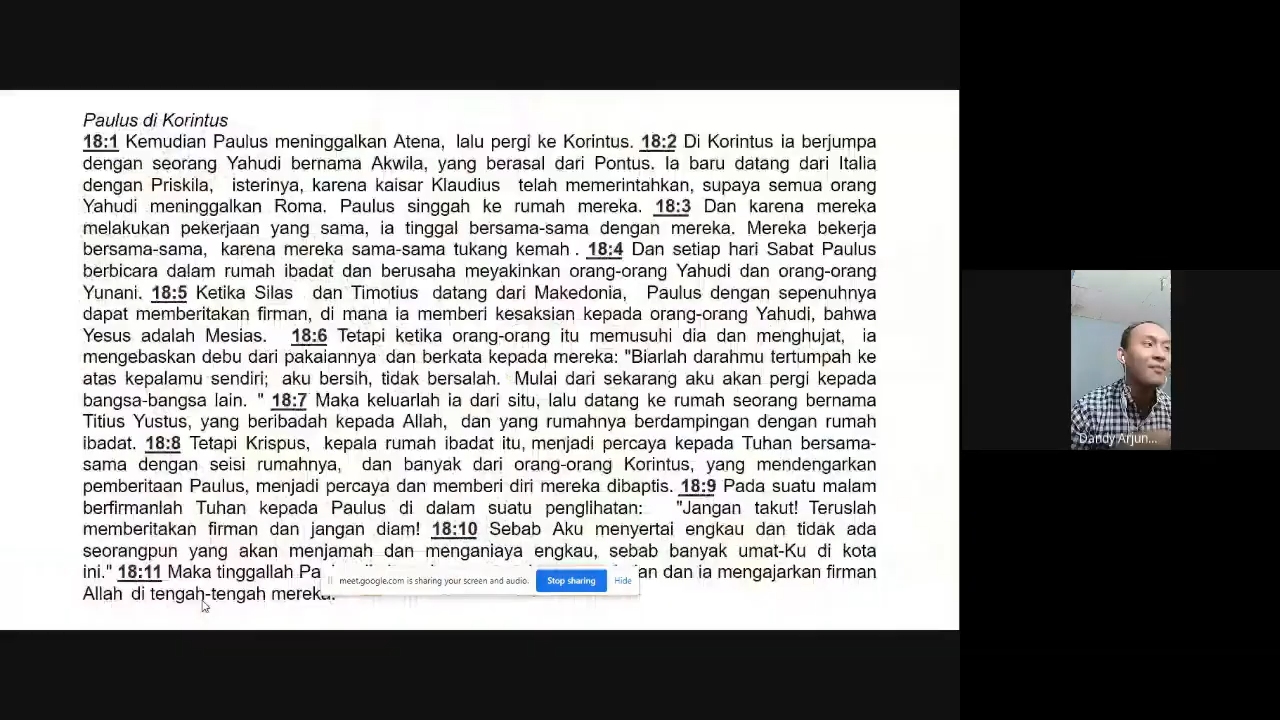 Paulus di Korintus
18:1 Kemudian Paulus meninggalkan Atena, lalu pergi ke Korintus. 18:2 Di Korintus ia berjumpa
dengan seorang Yahudi bernama Akwila, yang berasal dari Pontus. Ia baru datang dari Italia
dengan Priskila, isterinya, karena kaisar Klaudius telah memerintahkan, supaya semua orang
Yahudi meninggalkan Roma. Paulus singgah ke rumah mereka. 18:3 Dan karena mereka
melakukan pekerjaan yang sama, ia tinggal bersama-sama dengan mereka. Mereka bekerja
bersama-sama, karena mereka sama-sama tukang kemah . 18:4 Dan setiap hari Sabat Paulus
berbicara dalam rumah ibadat dan berusaha meyakinkan orang-orang Yahudi dan orang-orang
Yunani. 18:5 Ketika Silas dan Timotius datang dari Makedonia, Paulus dengan sepenuhnya
dapat memberitakan firman, di mana ia memberi kesaksian kepada orang-orang Yahudi, bahwa
Yesus adalah Mesias. 18:6 Tetapi ketika orang-orang itu memusuhi dia dan menghujat, ia
mengebaskan debu dari pakaiannya dan berkata kepada mereka: "Biarlah darahmu tertumpah ke
atas kepalamu sendiri; aku bersih, tidak bersalah. Mulai dari sekarang aku akan pergi kepada
bangsa-bangsa lain. " 18:7 Maka keluarlah ia dari situ, lalu datang ke rumah seorang bernama
Titius Yustus, yang beribadah kepada Allah, dan yang rumahnya berdampingan dengan rumah
ibadat. 18:8 Tetapi Krispus, kepala rumah ibadat itu, menjadi percaya kepada Tuhan bersama-
sama dengan seisi rumahnya, dan banyak dari orang-orang Korintus, yang mendengarkan
pemberitaan Paulus, menjadi percaya dan memberi diri mereka dibaptis. 18:9 Pada suatu malam
berfirmanlah Tuhan kepada Paulus di dalam suatu penglihatan: "Jangan takut! Teruslah
memberitakan firman dan jangan diam! 18:10 Sebab Aku menyertai engkau dan tidak ada
seorangpun yang akan menjamah dan menganiaya engkau, sebab banyak umat-Ku di kota
ini." 18:11 Maka tinggallah dan ia mengajarkan firman
Allah di tengah-tengah mereka.
meet.google.com is sharing your screen and audio. Stop sharing Hide
Dandy Arjun...